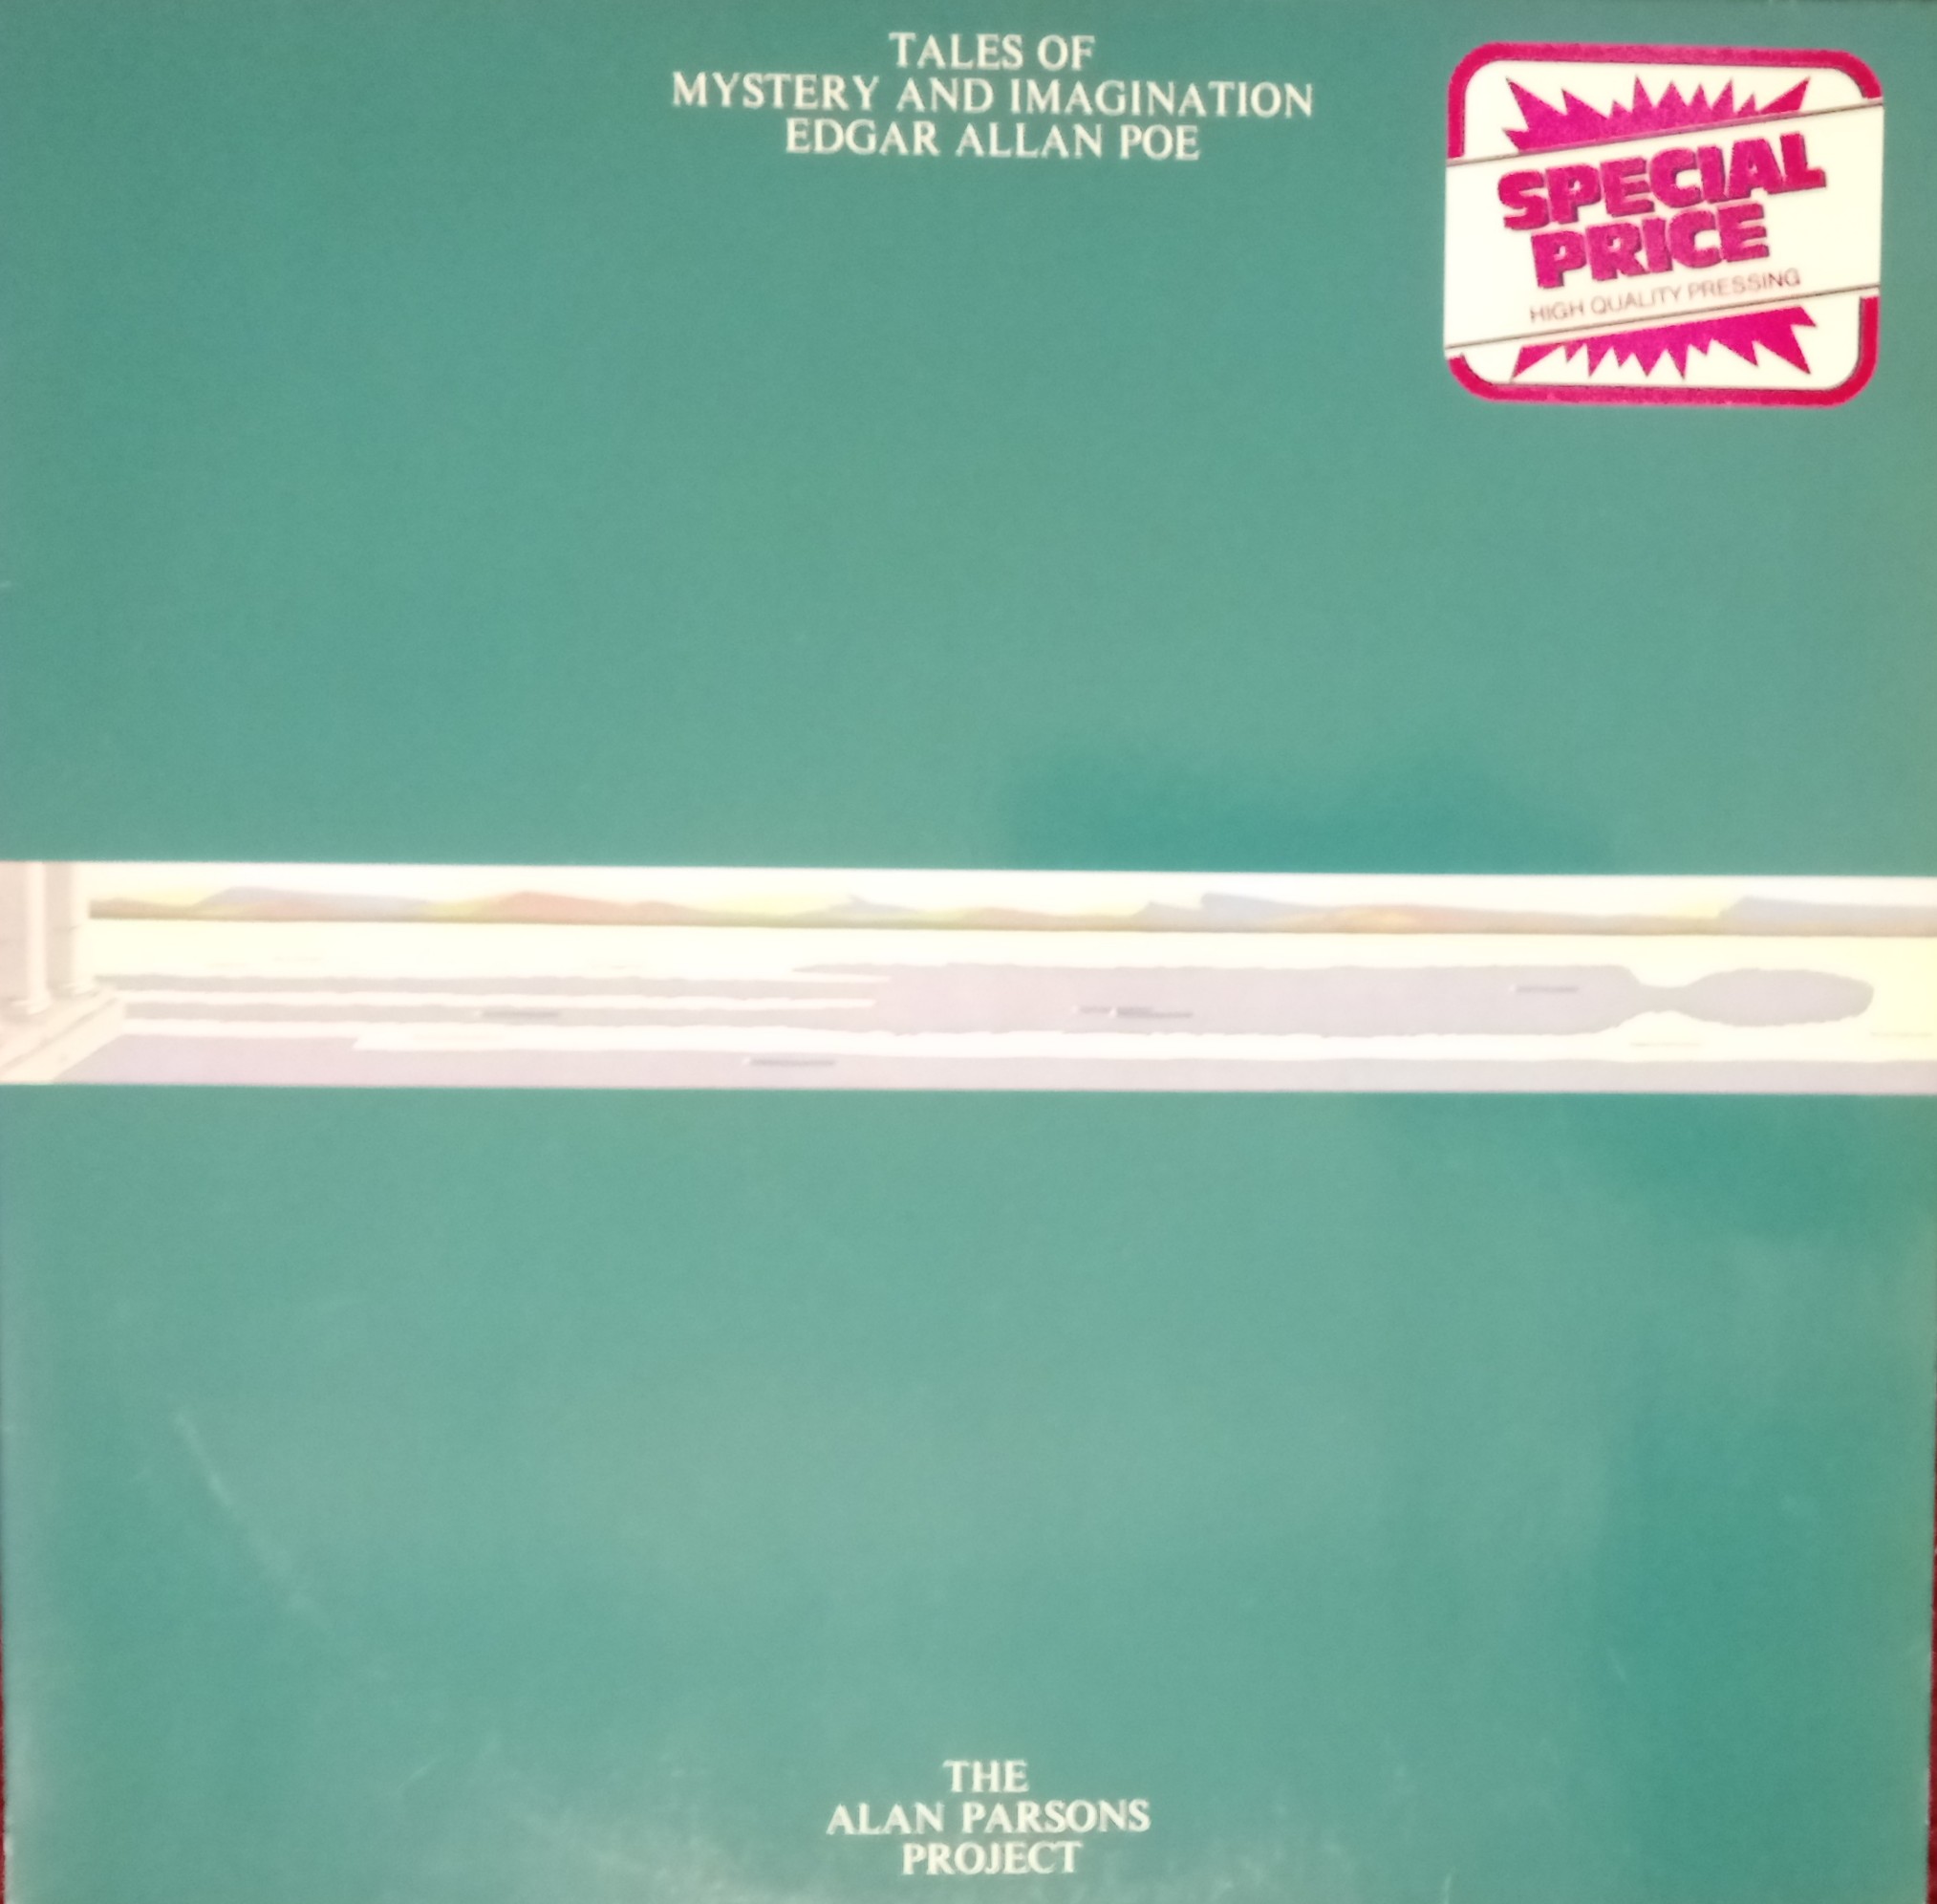 TALES OF
MYSTERY AND IMAGINATION
EDGAR ALLAN POE
SPECIAL
PRICE
HIGH QUALITY PRESSING
THE
ALAN PARSONS
PROJECT